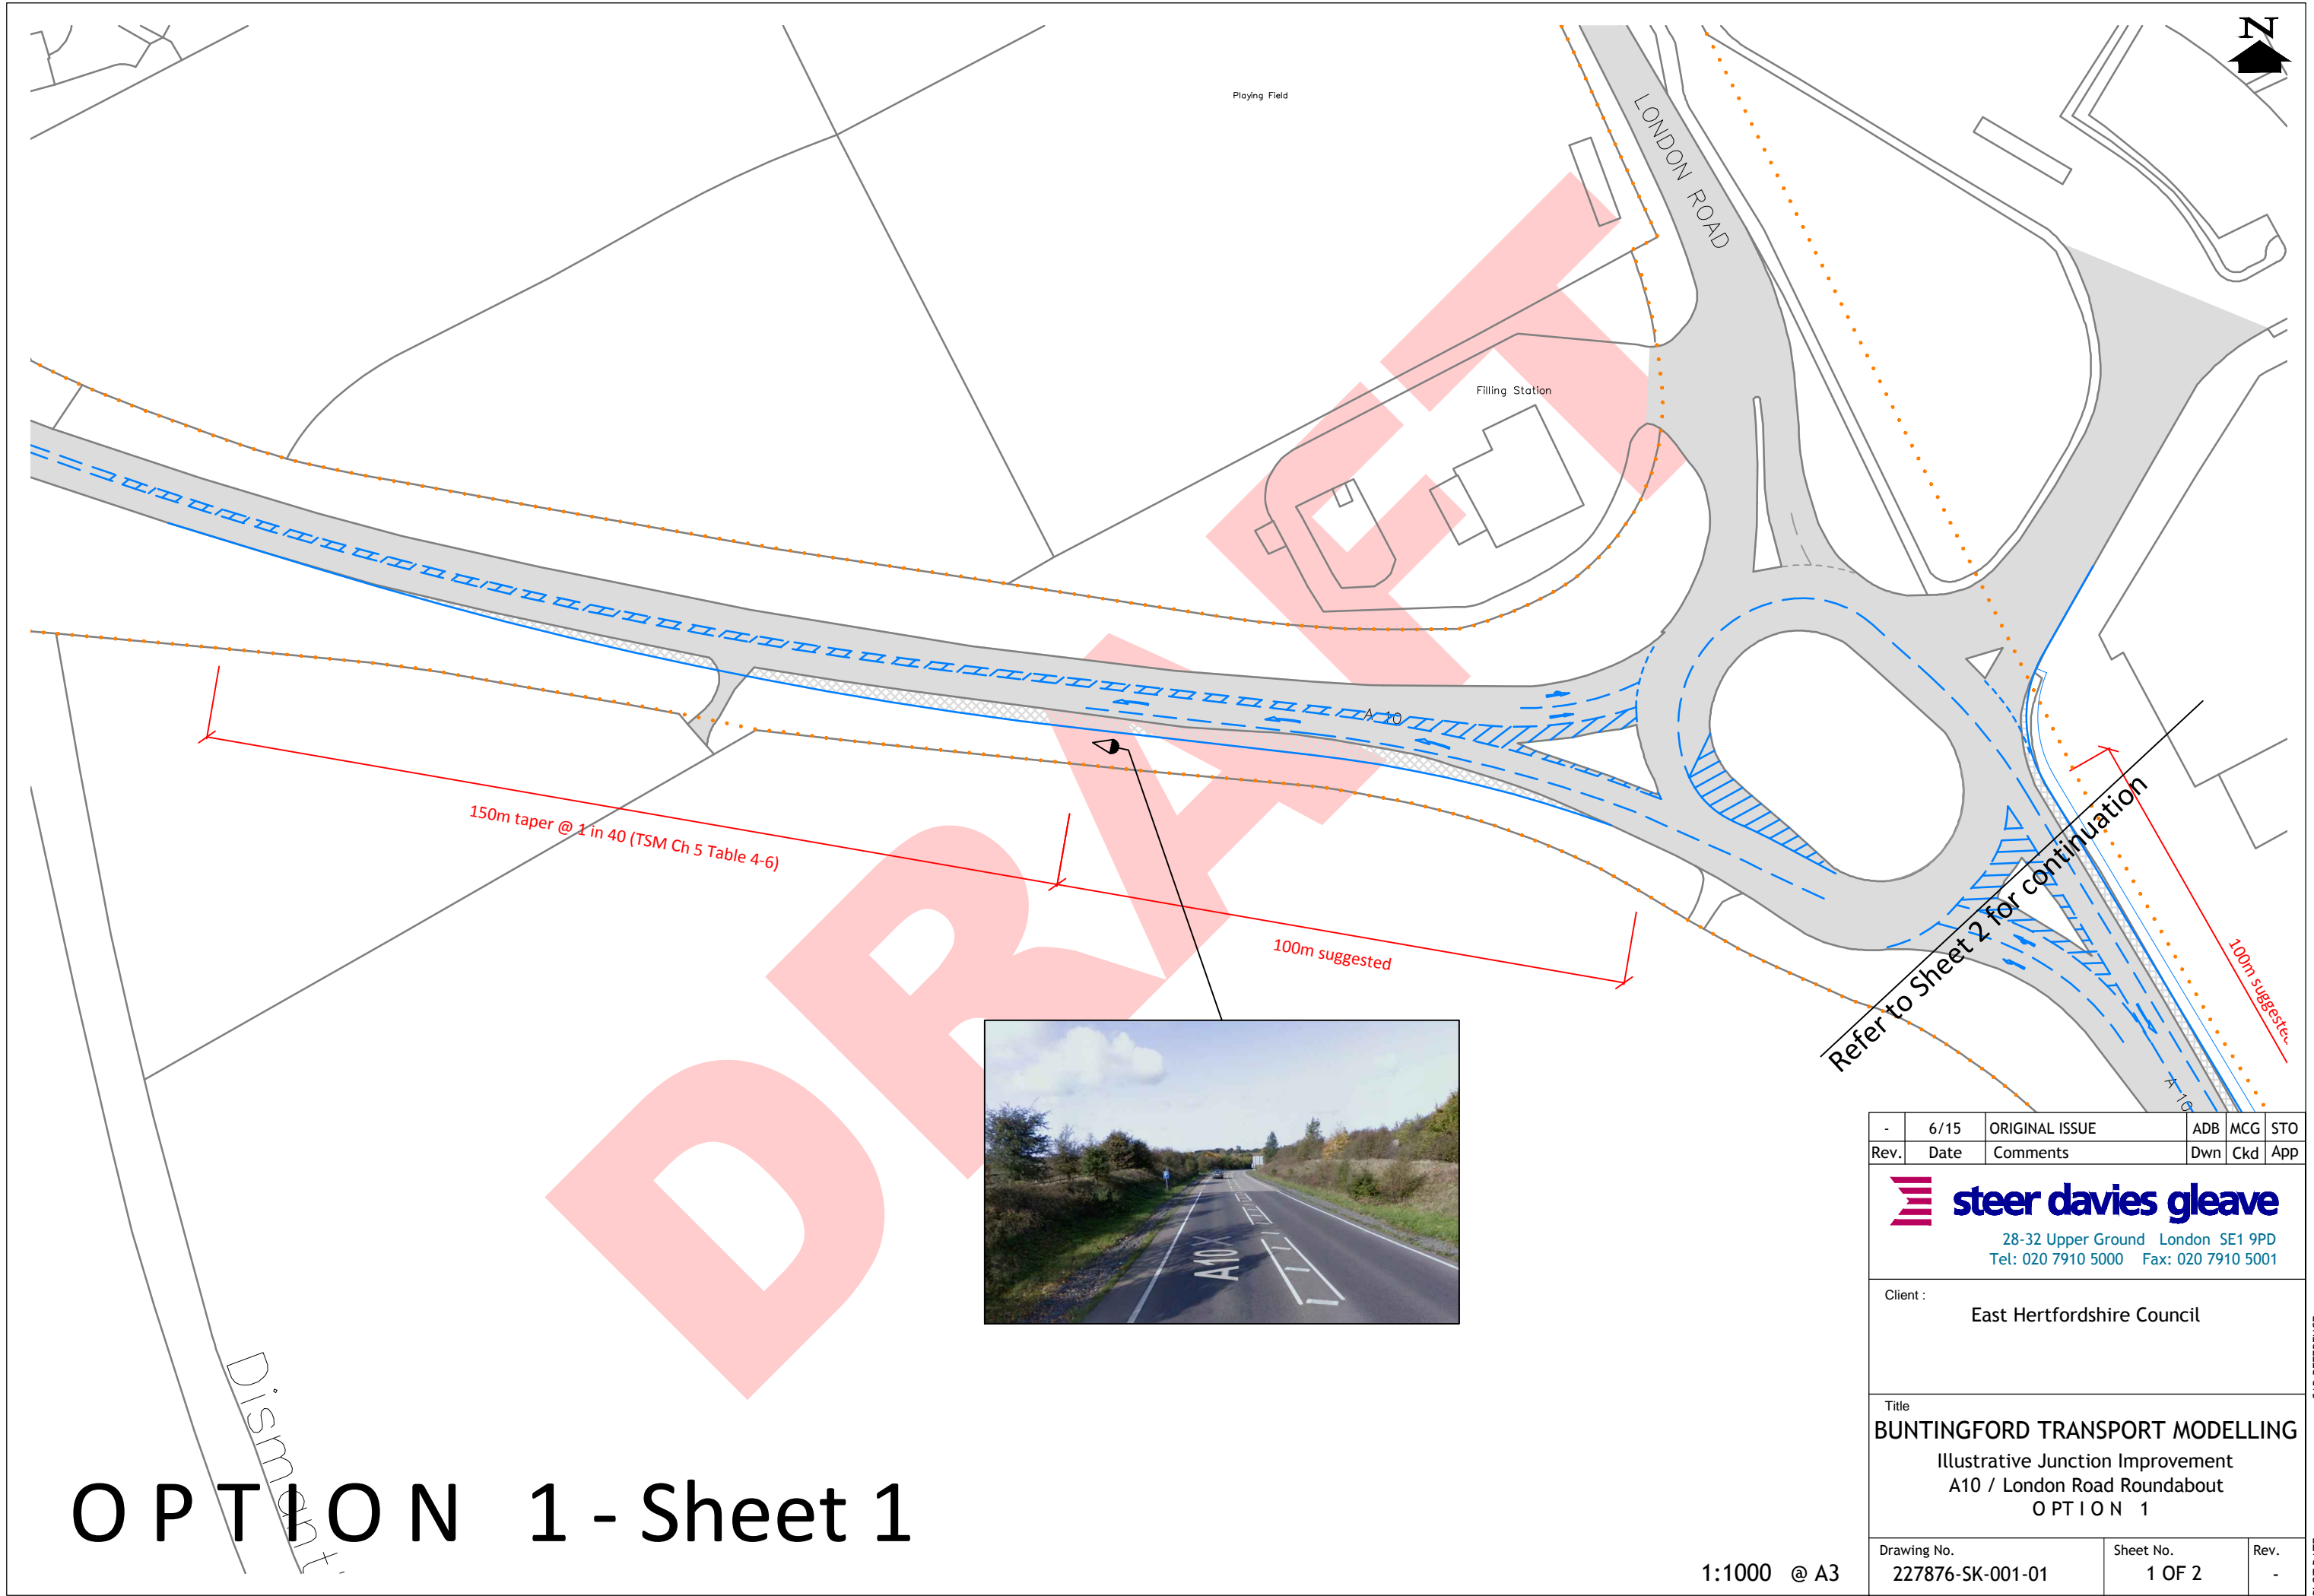 N
Playing Field
LONDON ROAD
Filling Station
A 10
150m taper @ 1 in 40 (TSM Ch 5 Table 4-6)
100m suggested
Refer to Sheet 2 for continuation
100m suggested
A 10
DRAFT
A10
Dismant
OPTION 1 - Sheet 1
1:1000 @ A3
- 6/15 ORIGINAL ISSUE ADB MCG STO
Rev. Date Comments Dwn Ckd App
steer davies gleave
28-32 Upper Ground London SE1 9PD
Tel: 020 7910 5000 Fax: 020 7910 5001
Client :
East Hertfordshire Council
Title
BUNTINGFORD TRANSPORT MODELLING
Illustrative Junction Improvement
A10 / London Road Roundabout
OPTION 1
Drawing No. Sheet No. Rev.
227876-SK-001-01 1 OF 2 -